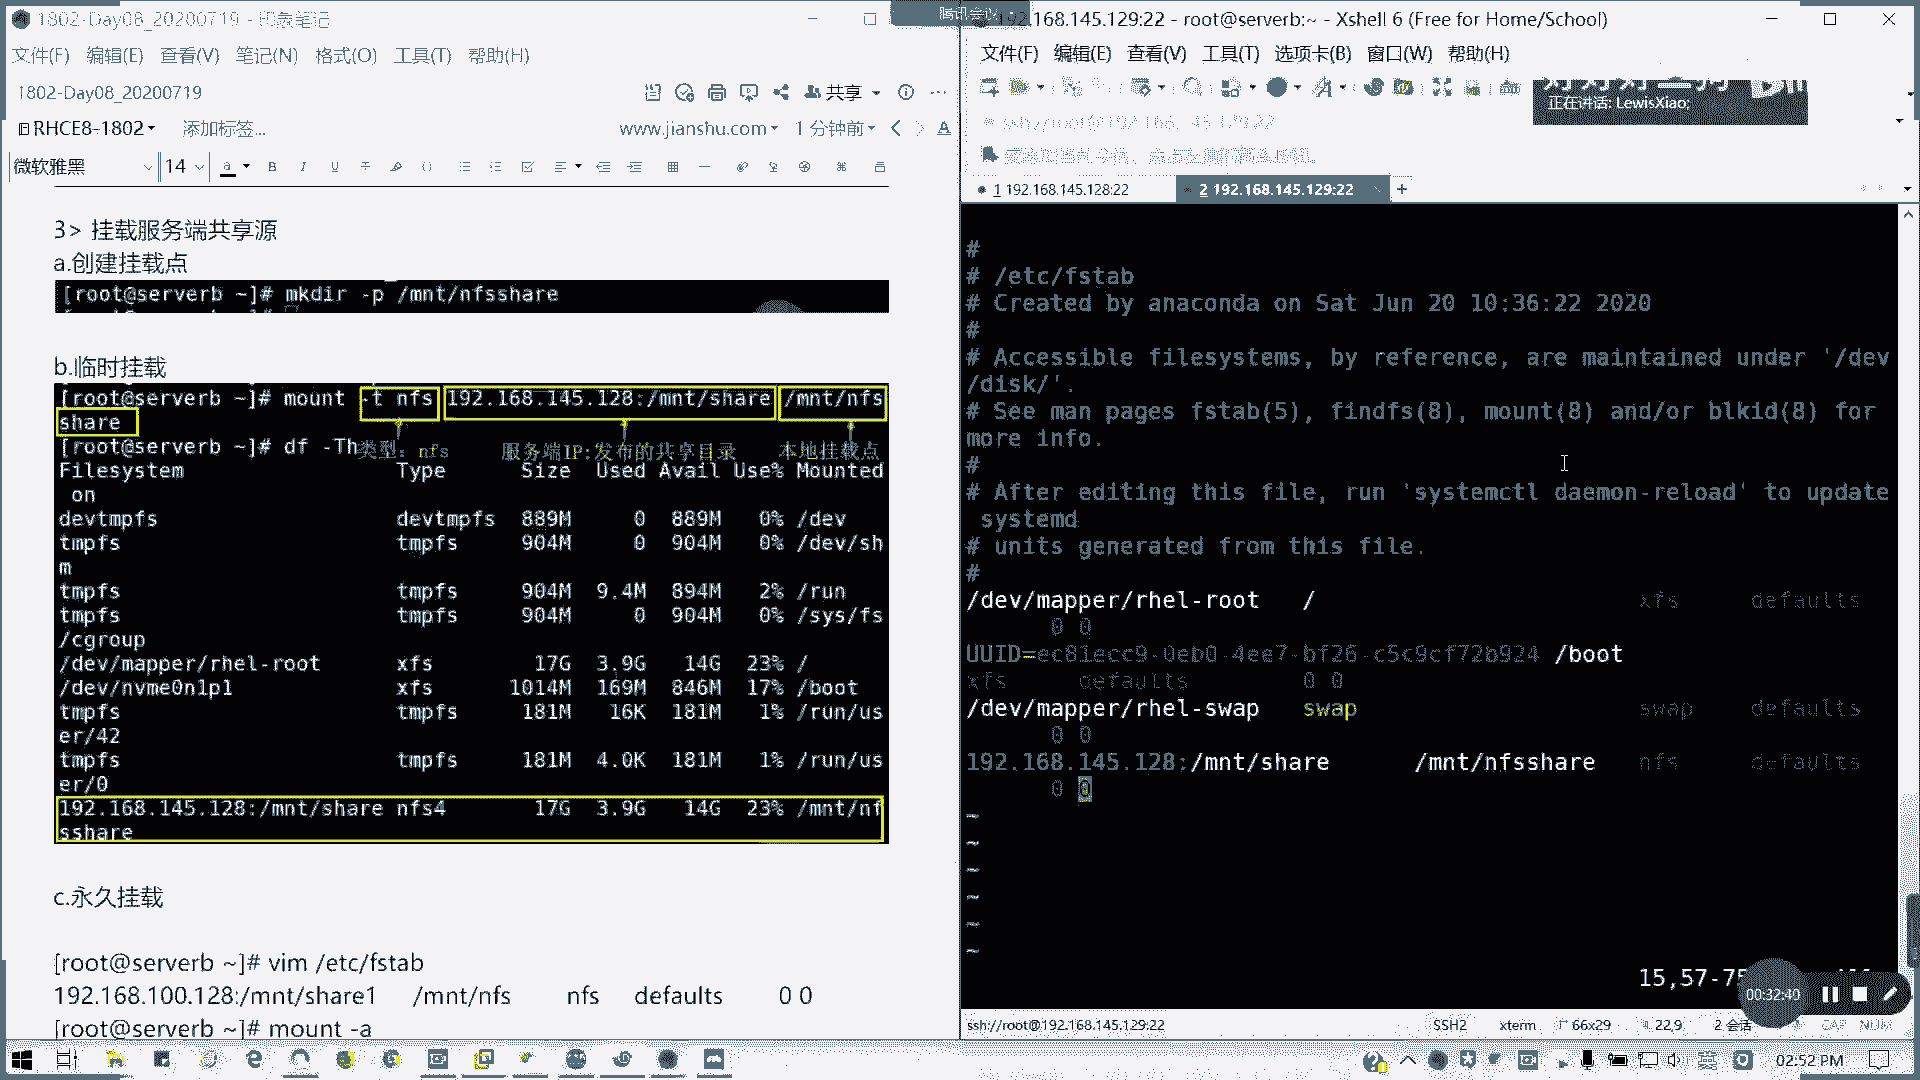 1802-Day08_20200719 - 印象笔记
文件(F) 编辑(E) 查看(V) 笔记(N) 格式(O) 工具(T) 帮助(H)
1802-Day08_20200719
共享
RHCE8-1802
添加标签...
www.jianshu.com
1 分钟前
微软雅黑
14
3> 挂载服务端共享源
a.创建挂载点
[root@serverb ~]# mkdir -p /mnt/nfsshare
b.临时挂载
[root@serverb ~]# mount -t nfs 192.168.145.128:/mnt/share /mnt/nfs
share
[root@serverb ~]# df -Th
类型：nfs
服务端IP:发布的共享目录
本地挂载点
Filesystem Type Size Used Avail Use% Mounted
on
devtmpfs devtmpfs 889M 0 889M 0% /dev
tmpfs tmpfs 904M 0 904M 0% /dev/sh
m
tmpfs tmpfs 904M 9.4M 894M 2% /run
tmpfs tmpfs 904M 0 904M 0% /sys/fs
/cgroup
/dev/mapper/rhel-root xfs 17G 3.9G 14G 23% /
/dev/nvme0n1p1 xfs 1014M 169M 846M 17% /boot
tmpfs tmpfs 181M 16K 181M 1% /run/us
er/42
tmpfs tmpfs 181M 4.0K 181M 1% /run/us
er/0
192.168.145.128:/mnt/share nfs4 17G 3.9G 14G 23% /mnt/nf
sshare
c.永久挂载
[root@serverb ~]# vim /etc/fstab
192.168.100.128:/mnt/share1 /mnt/nfs nfs defaults 0 0
[root@serverb ~]# mount -a
腾讯会议
192.168.145.129:22 - root@serverb:~ - Xshell 6 (Free for Home/School)
文件(F) 编辑(E) 查看(V) 工具(T) 选项卡(B) 窗口(W) 帮助(H)
正在讲话: LewisXiao;
ssh://root@192.168.145.129:22
1 192.168.145.128:22
2 192.168.145.129:22
#
# /etc/fstab
# Created by anaconda on Sat Jun 20 10:36:22 2020
#
# Accessible filesystems, by reference, are maintained under '/dev
/disk/'.
# See man pages fstab(5), findfs(8), mount(8) and/or blkid(8) for
more info.
#
# After editing this file, run 'systemctl daemon-reload' to update
systemd
# units generated from this file.
#
/dev/mapper/rhel-root / xfs defaults
0 0
UUID=ec81ecc9-0eb0-4ee7-bf26-c5c9cf72b924 /boot
xfs defaults 0 0
/dev/mapper/rhel-swap swap swap defaults
0 0
192.168.145.128:/mnt/share /mnt/nfsshare nfs defaults
0 0
~
~
~
~
~
~
15,57-75
00:32:40
ssh://root@192.168.145.129:22
SSH2
xterm
66x29
22,9
2 会话
CAP NUM
英
02:52 PM